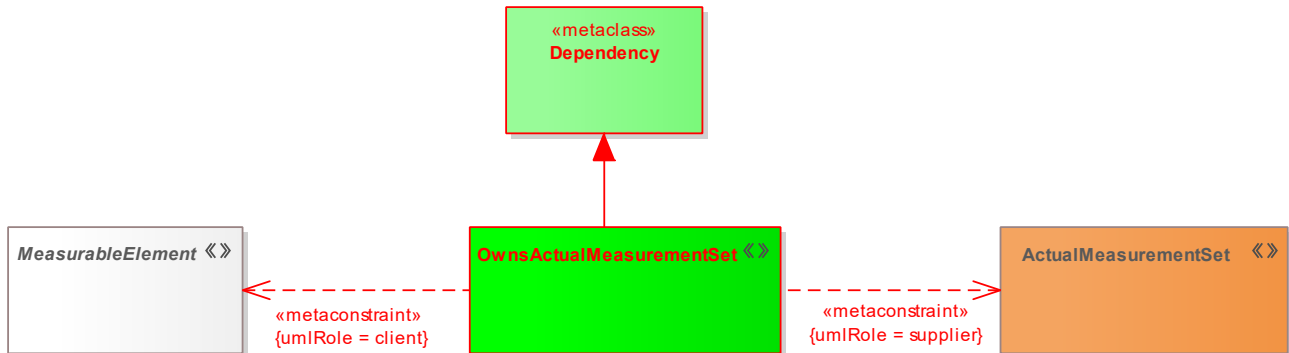 «metaclass»
Dependency
MeasurableElement «»
OwnsActualMeasurementSet «»
ActualMeasurementSet «»
«metaconstraint»
{umlRole = client}
«metaconstraint»
{umlRole = supplier}